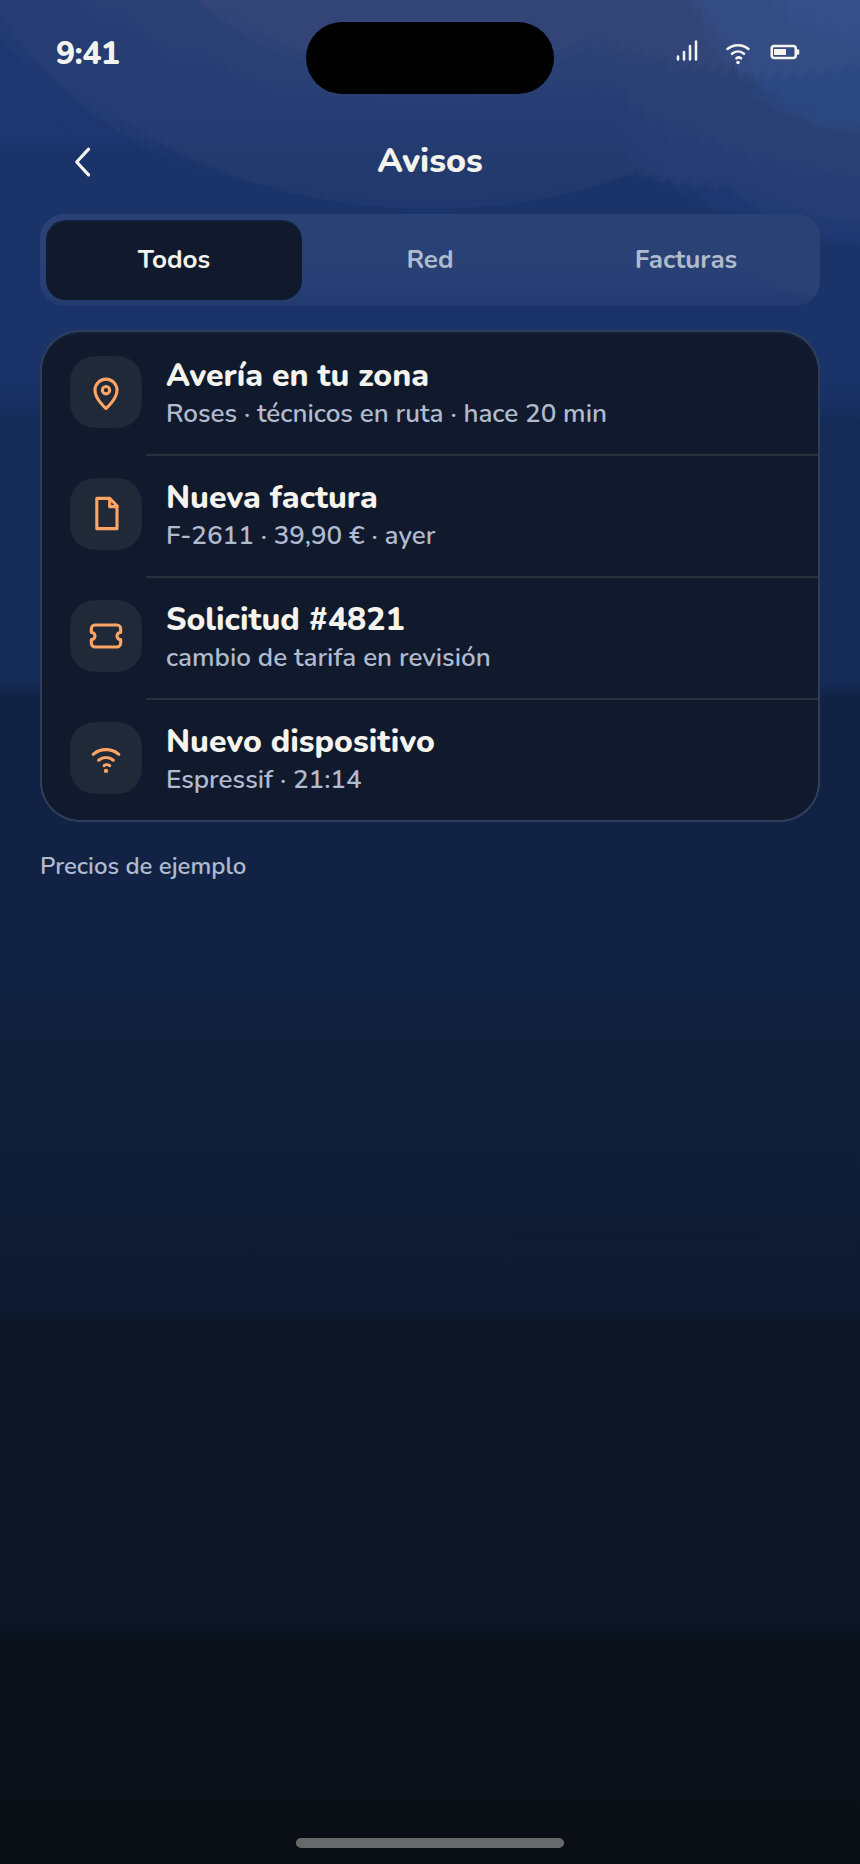 9:41
Avisos
Todos
Red
Facturas
Avería en tu zona
Roses · técnicos en ruta · hace 20 min
Nueva factura
F-2611 · 39,90 € · ayer
Solicitud #4821
cambio de tarifa en revisión
Nuevo dispositivo
Espressif · 21:14
Precios de ejemplo